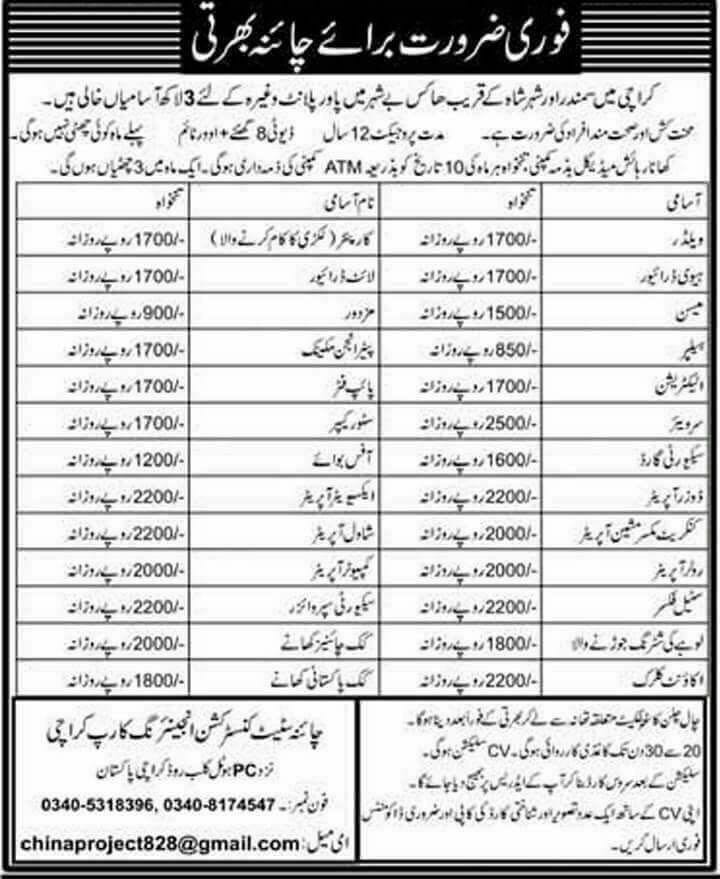 فوری ضرورت برائے چائنہ بھرتی
کراچی میں سمندر اور شیر شاہ کے قریب ھاکس بے شہر میں پاور پلانٹ وغیرہ کے لئے 3 لاکھ آسامیاں خالی ہیں۔
محنت کش اور صحت مند افراد کی ضرورت ہے۔ مدت پروجیکٹ 12 سال ڈیوٹی 8 گھنٹے + اوور ٹائم پہلے ماہ کوئی چھٹی نہیں ہوگی۔
کھانا رہائش میڈیکل بذمہ کمپنی، تنخواہ ہر ماہ کی 10 تاریخ کو بذریعہ ATM کمپنی کی ذمہ داری ہوگی۔ ایک ماہ میں 3 چھٹیاں ہوں گی۔
آسامی تنخواہ نام آسامی تنخواہ
ویلڈر 1700/- روپے روزانہ کارپینٹر (لکڑی کا کام کرنے والا) 1700/- روپے روزانہ
ہیوی ڈرائیور 1700/- روپے روزانہ لائٹ ڈرائیور 1700/- روپے روزانہ
میسن 1500/- روپے روزانہ مزدور 900/- روپے روزانہ
ہیلپر 850/- روپے روزانہ پیٹر انجن مکینک 1700/- روپے روزانہ
الیکٹریشن 1700/- روپے روزانہ پائپ فٹر 1700/- روپے روزانہ
سرویئر 2500/- روپے روزانہ سٹور کیپر 1700/- روپے روزانہ
سیکیورٹی گارڈ 1600/- روپے روزانہ آفس بوائے 1200/- روپے روزانہ
ڈوزر آپریٹر 2200/- روپے روزانہ ایکسیویٹر آپریٹر 2200/- روپے روزانہ
کنکریٹ مکسر مشین آپریٹر 2000/- روپے روزانہ شاول آپریٹر 2200/- روپے روزانہ
رولر آپریٹر 2000/- روپے روزانہ کمپیوٹر آپریٹر 2000/- روپے روزانہ
سٹیل فکسر 2200/- روپے روزانہ سیکیورٹی سپروائزر 2200/- روپے روزانہ
لوہے کی شٹرنگ جوڑنے والا 1800/- روپے روزانہ کک چائنیز کھانے 2000/- روپے روزانہ
اکاؤنٹ کلرک 2200/- روپے روزانہ کک پاکستانی کھانے 1800/- روپے روزانہ
چال چلن کا سرٹیفکیٹ متعلقہ تھانہ سے لے کر بھرتی کے فوراً بعد دینا ہوگا۔
20 سے 30 دن تک کاغذی کارروائی ہوگی۔ CV سلیکشن ہوگی۔
سلیکشن کے بعد سروس کارڈ بنا کر آپ کے ایڈریس پر بھیج دیا جائے گا۔
اپنی CV کے ساتھ ایک عدد تصویر اور شناختی کارڈ کی کاپی اور ضروری ڈاکومنٹس
فوری ارسال کریں۔
چائنہ سٹیٹ کنسٹرکشن انجینئرنگ کارپ کراچی
نزد PC ہوٹل کلب روڈ کراچی پاکستان
فون نمبرز۔ 0340-5318396, 0340-8174547
ای میل: chinaproject828@gmail.com